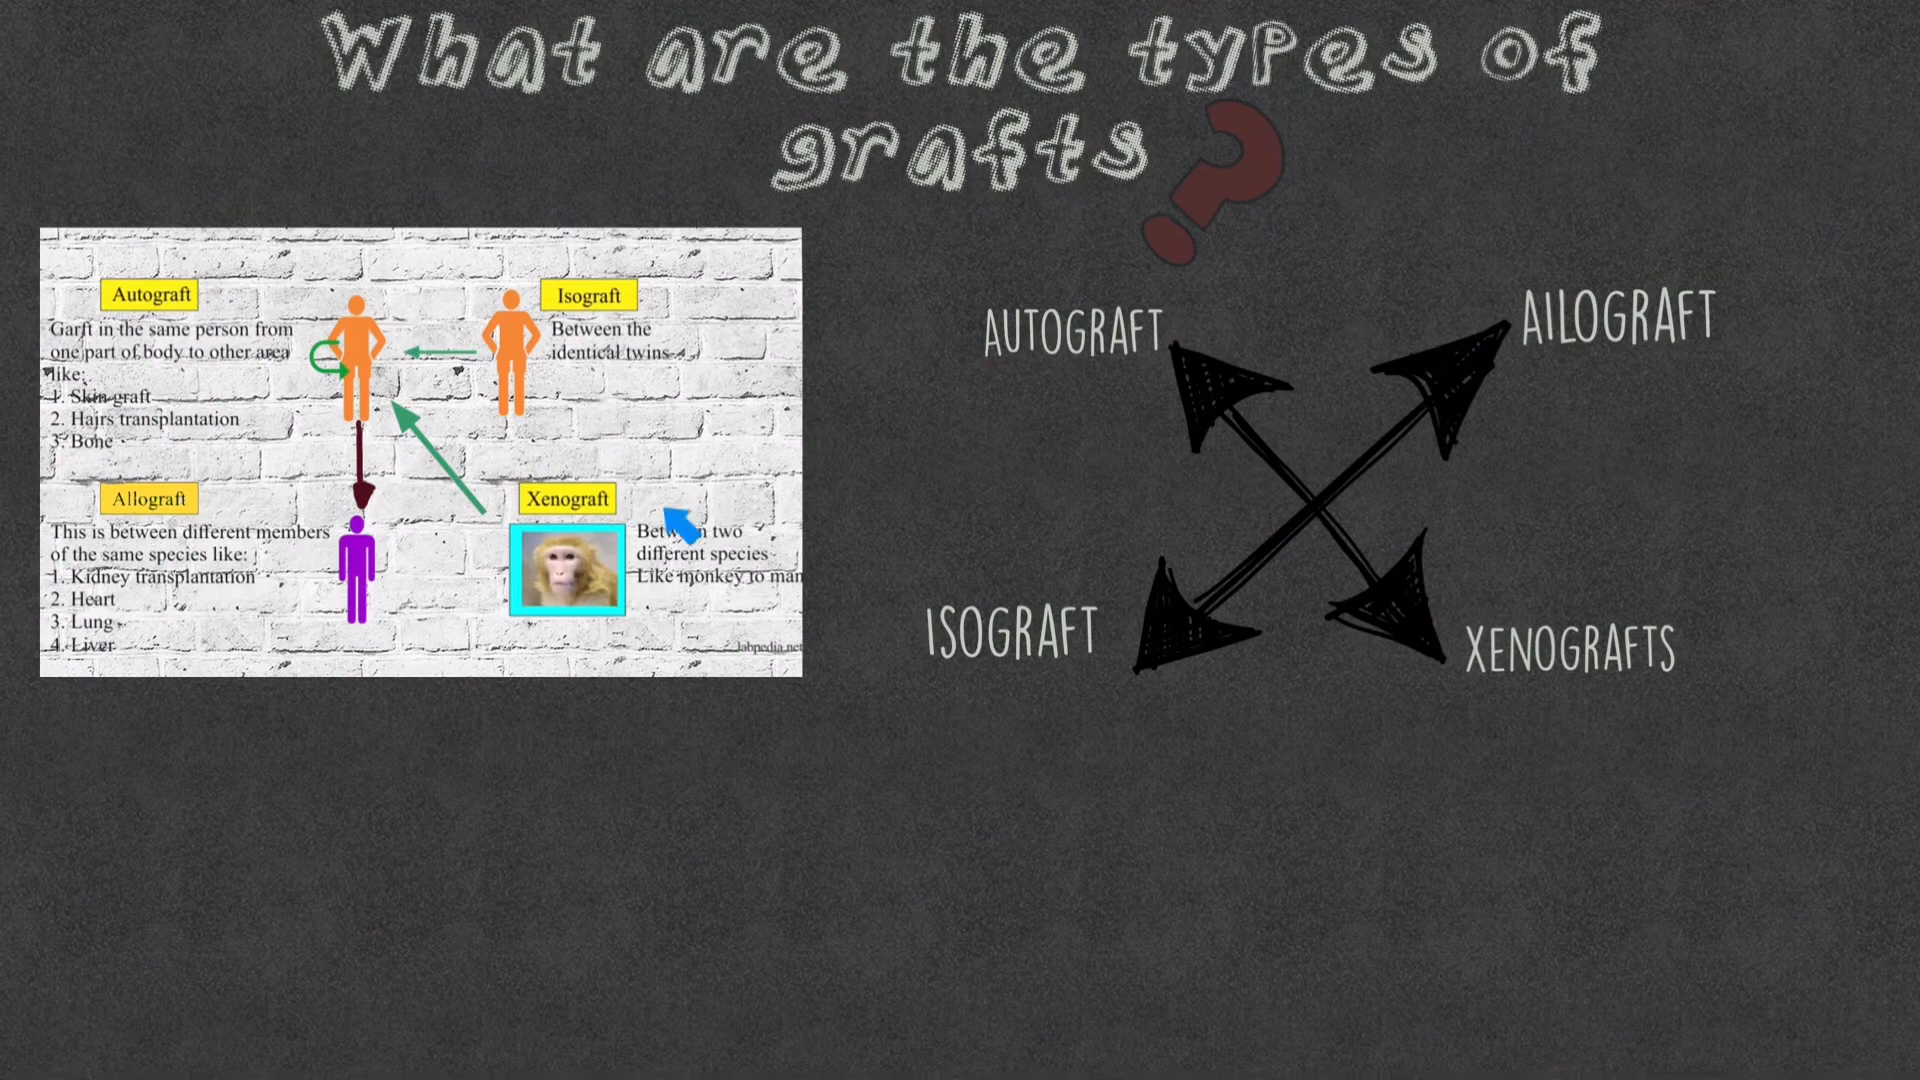 What are the types of
grafts?
Autograft
Garft in the same person from
one part of body to other area
like:
1. Skin graft
2. Hairs transplantation
3. Bone
Isograft
Between the
identical twins
Allograft
This is between different members
of the same species like:
1. Kidney transplantation
2. Heart
3. Lung
4. Liver
Xenograft
Between two
different species
Like monkey to man
labpedia.net
AUTOGRAFT
AILOGRAFT
ISOGRAFT
XENOGRAFTS